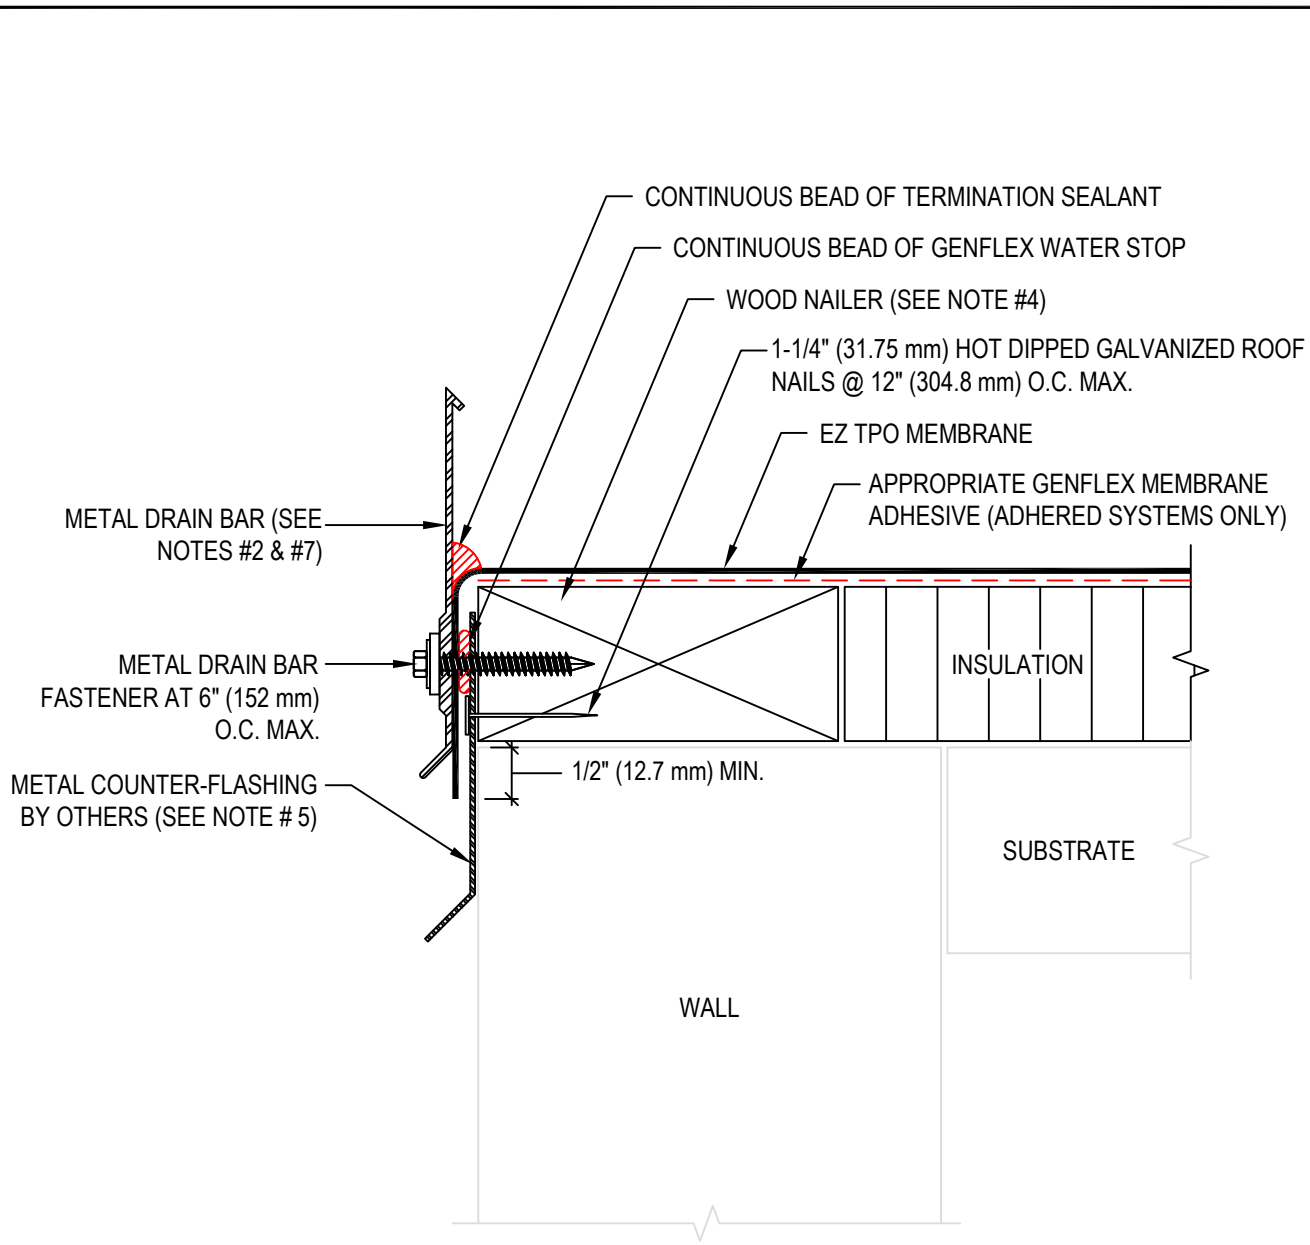 CONTINUOUS BEAD OF TERMINATION SEALANT
CONTINUOUS BEAD OF GENFLEX WATER STOP
WOOD NAILER (SEE NOTE #4)
1-1/4" (31.75 mm) HOT DIPPED GALVANIZED ROOF
NAILS @ 12" (304.8 mm) O.C. MAX.
EZ TPO MEMBRANE
APPROPRIATE GENFLEX MEMBRANE
ADHESIVE (ADHERED SYSTEMS ONLY)
METAL DRAIN BAR (SEE
NOTES #2 & #7)
METAL DRAIN BAR
FASTENER AT 6" (152 mm)
O.C. MAX.
INSULATION
METAL COUNTER-FLASHING
BY OTHERS (SEE NOTE # 5)
1/2" (12.7 mm) MIN.
SUBSTRATE
WALL